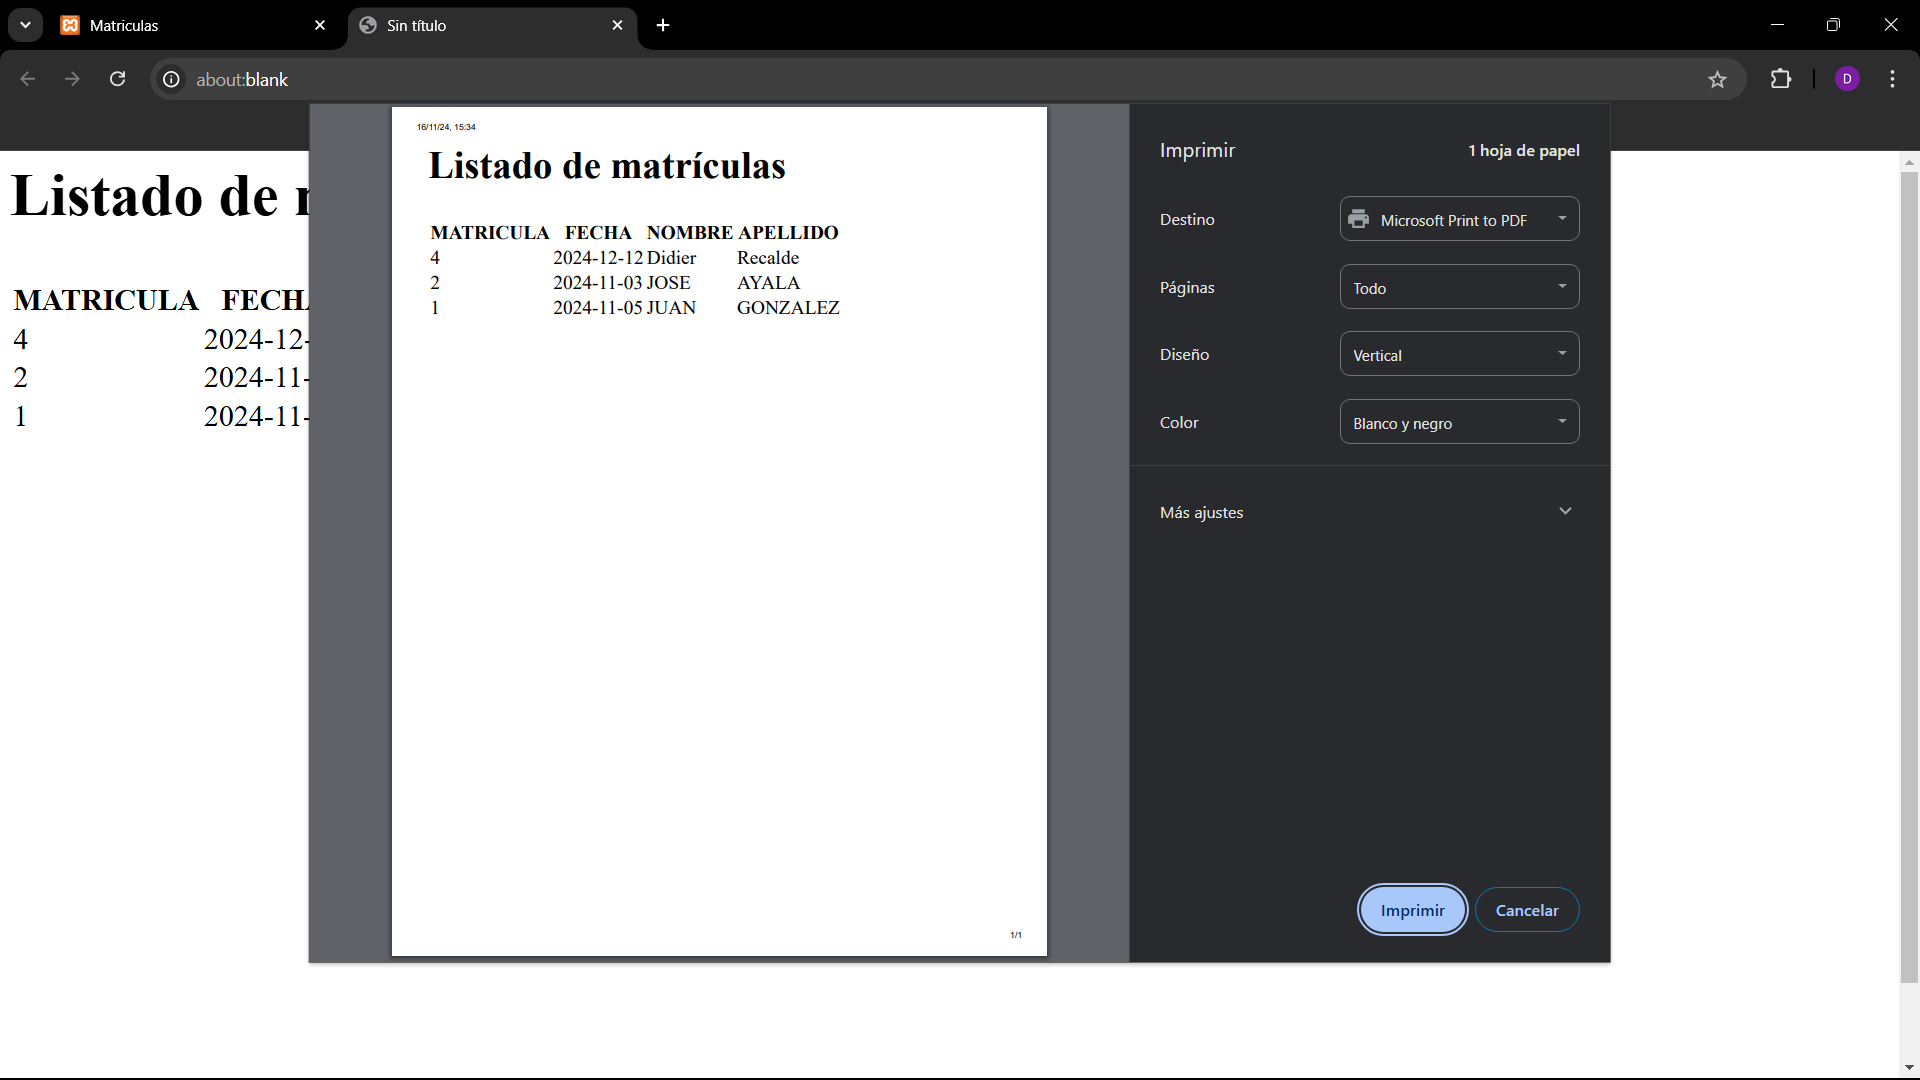 Matriculas
Sin título
about:blank
D
Listado de
MATRICULA
4 2024-12-
2 2024-11-
1 2024-11-
16/11/24, 15:34
Listado de matrículas
MATRICULA FECHA NOMBRE APELLIDO
4 2024-12-12 Didier Recalde
2 2024-11-03 JOSE AYALA
1 2024-11-05 JUAN GONZALEZ
1/1
Imprimir 1 hoja de papel
Destino Microsoft Print to PDF
Páginas Todo
Diseño Vertical
Color Blanco y negro
Más ajustes
Imprimir Cancelar